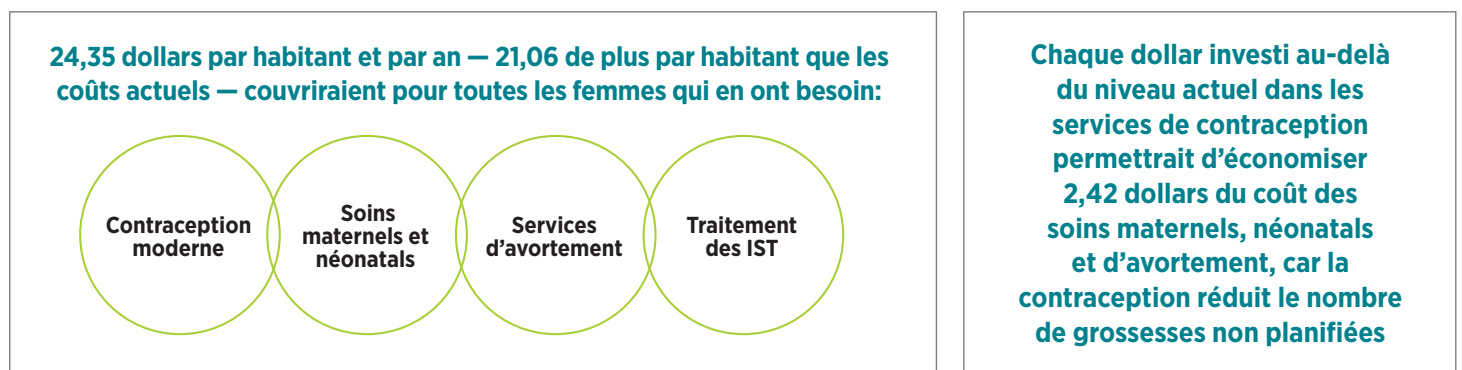 24,35 dollars par habitant et par an — 21,06 de plus par habitant que les
coûts actuels — couvriraient pour toutes les femmes qui en ont besoin:
Contraception
moderne
Soins
maternels et
néonatals
Services
d’avortement
Traitement
des IST
Chaque dollar investi au-delà
du niveau actuel dans les
services de contraception
permettrait d’économiser
2,42 dollars du coût des
soins maternels, néonatals
et d’avortement, car la
contraception réduit le nombre
de grossesses non planifiées